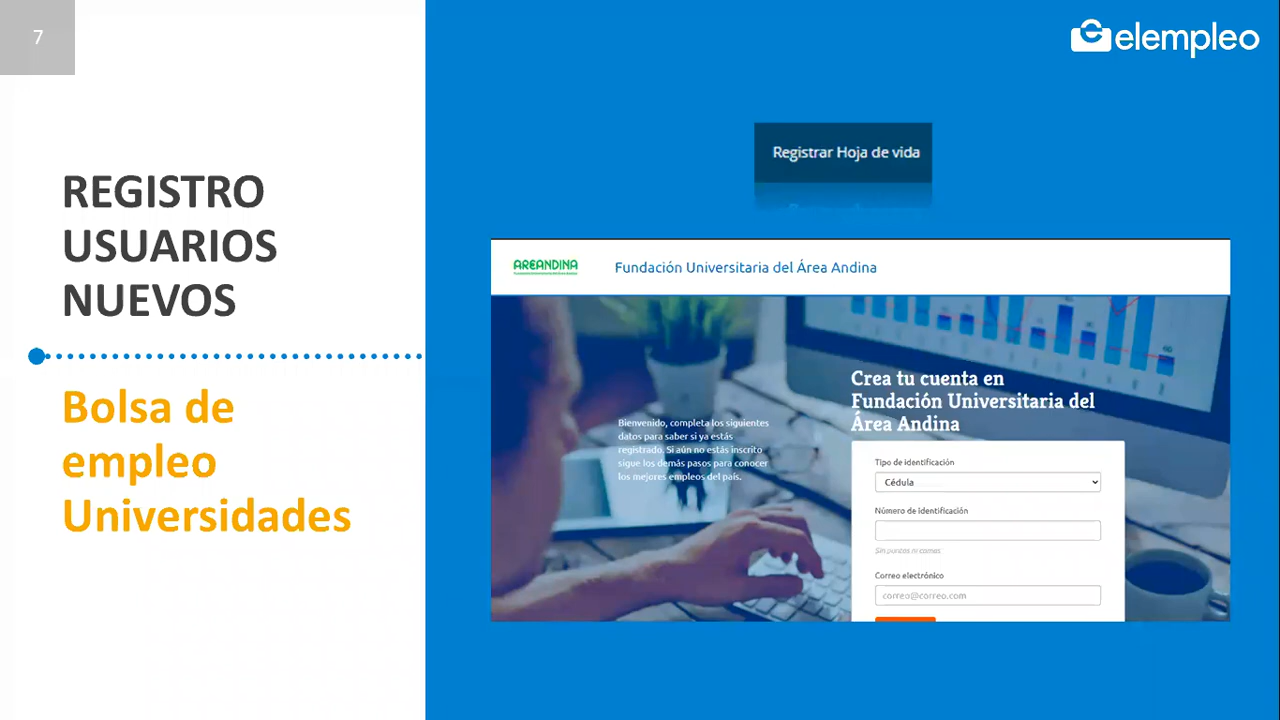 7
elempleo
REGISTRO
USUARIOS
NUEVOS
Bolsa de
empleo
Universidades
Registrar Hoja de vida
AREANDINA
Fundación Universitaria del Área Andina
Bienvenido, completa los siguientes
datos para saber si ya estás
registrado. Si aún no estás inscrito
sigue los demás pasos para conocer
los mejores empleos del país.
Crea tu cuenta en
Fundación Universitaria del
Área Andina
Tipo de identificación
Cédula
Número de identificación
Sin puntos ni comas
Correo electrónico
correo@correo.com